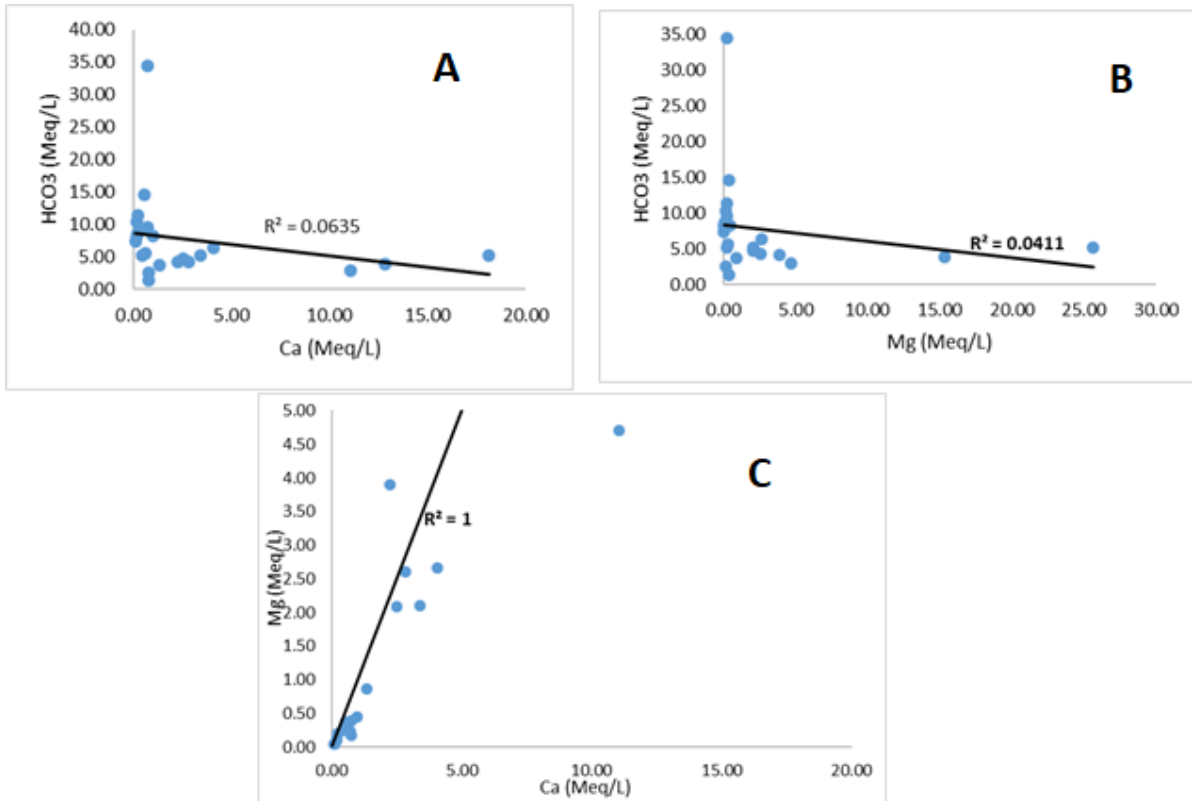 A
HCO3 (Meq/L)
40.00
35.00
30.00
25.00
20.00
15.00
10.00
5.00
0.00
R² = 0.0635
0.00 5.00 10.00 15.00 20.00
Ca (Meq/L)
B
HCO3 (Meq/L)
35.00
30.00
25.00
20.00
15.00
10.00
5.00
0.00
R² = 0.0411
0.00 5.00 10.00 15.00 20.00 25.00 30.00
Mg (Meq/L)
C
Mg (Meq/L)
5.00
4.50
4.00
3.50
3.00
2.50
2.00
1.50
1.00
0.50
0.00
R² = 1
0.00 5.00 10.00 15.00 20.00
Ca (Meq/L)